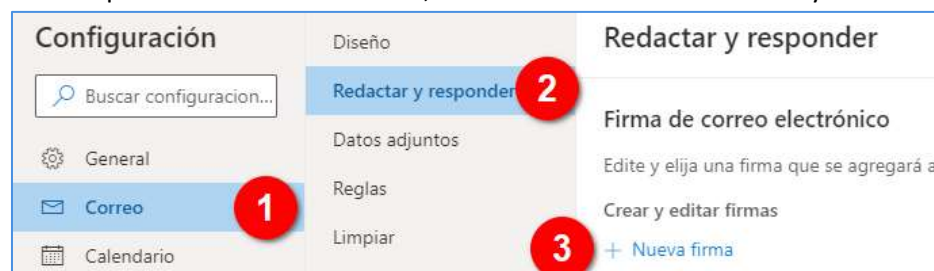 Configuración
Buscar configuracion...
General
Correo
1
Calendario
Diseño
Redactar y responder
2
Datos adjuntos
Reglas
Limpiar
Redactar y responder
Firma de correo electrónico
Edite y elija una firma que se agregará a
Crear y editar firmas
3
+ Nueva firma